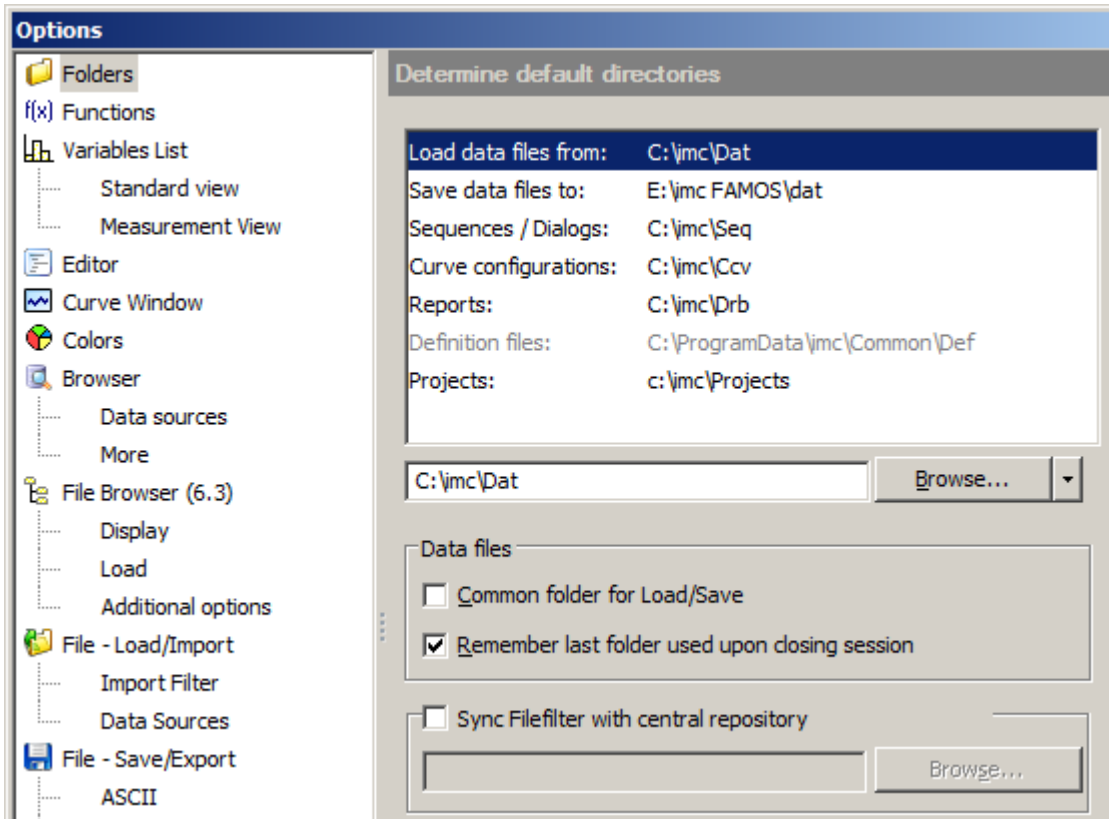 Options
Folders
f(x) Functions
Variables List
Standard view
Measurement View
Editor
Curve Window
Colors
Browser
Data sources
More
File Browser (6.3)
Display
Load
Additional options
File - Load/Import
Import Filter
Data Sources
File - Save/Export
ASCII
Determine default directories
Load data files from: C:\imc\Dat
Save data files to: E:\imc FAMOS\dat
Sequences / Dialogs: C:\imc\Seq
Curve configurations: C:\imc\Ccv
Reports: C:\imc\Drb
Definition files: C:\ProgramData\imc\Common\Def
Projects: c:\imc\Projects
C:\imc\Dat Browse...
Data files
Common folder for Load/Save
Remember last folder used upon closing session
Sync Filefilter with central repository
Browse...